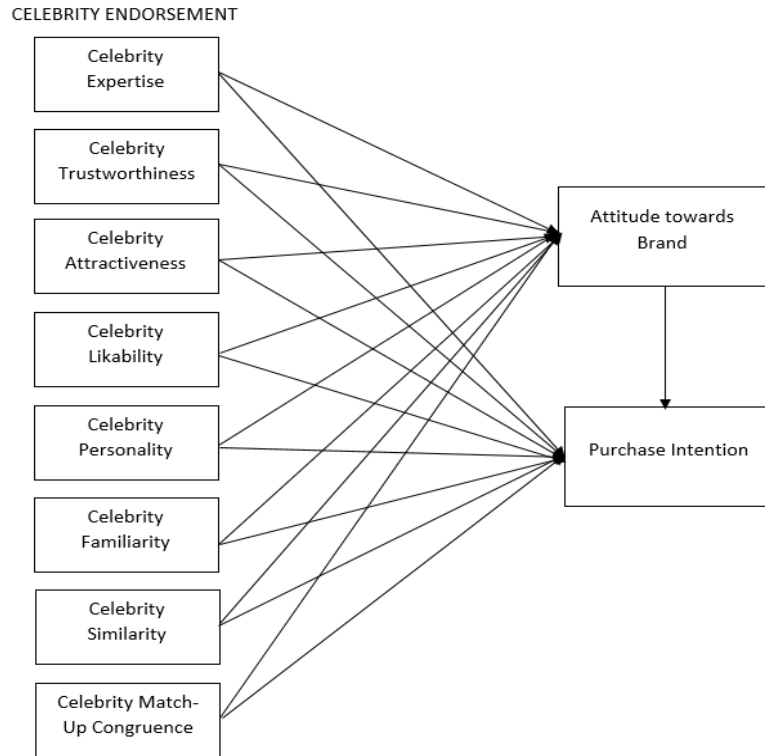 CELEBRITY ENDORSEMENT
Celebrity
Expertise
Celebrity
Trustworthiness
Celebrity
Attractiveness
Celebrity
Likability
Celebrity
Personality
Celebrity
Familiarity
Celebrity
Similarity
Celebrity Match-
Up Congruence
Attitude towards
Brand
Purchase Intention